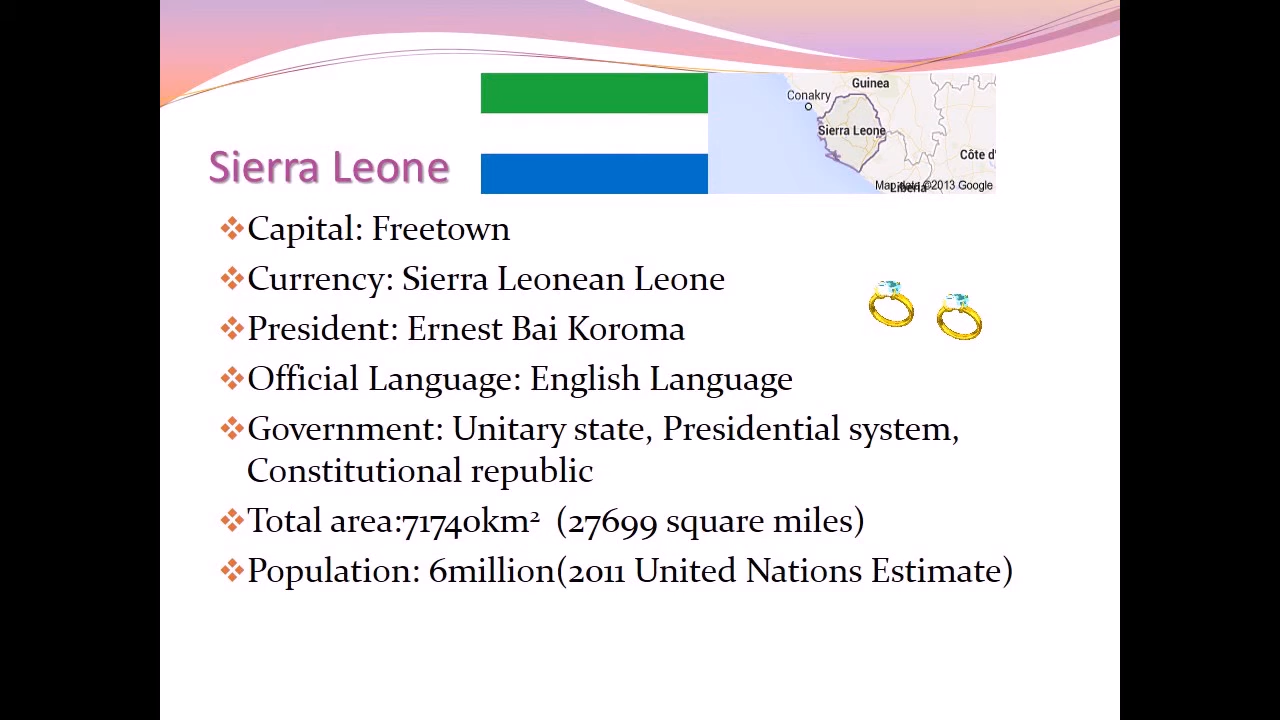 Guinea
Conakry
Sierra Leone
Côte d'
Map data ©2013 Google
Liberia
Sierra Leone
Capital: Freetown
Currency: Sierra Leonean Leone
President: Ernest Bai Koroma
Official Language: English Language
Government: Unitary state, Presidential system,
Constitutional republic
Total area:71740km² (27699 square miles)
Population: 6million(2011 United Nations Estimate)